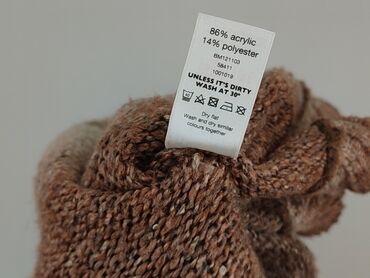 86% acrylic
14% polyester
BM121103
58411
1001019
UNLESS IT'S DIRTY
WASH AT 30°
Dry flat
Wash and dry similar
colours together